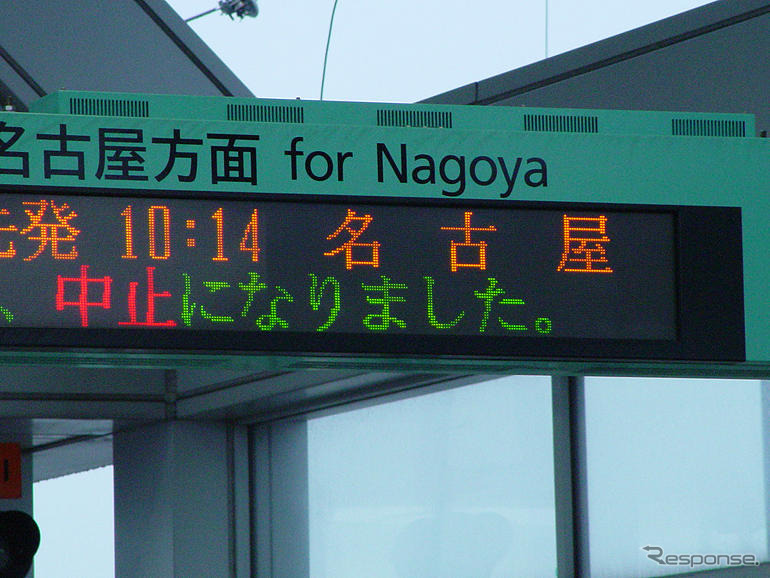 名古屋方面 for Nagoya
先発 10:14 名古屋
、中止になりました。
Response.